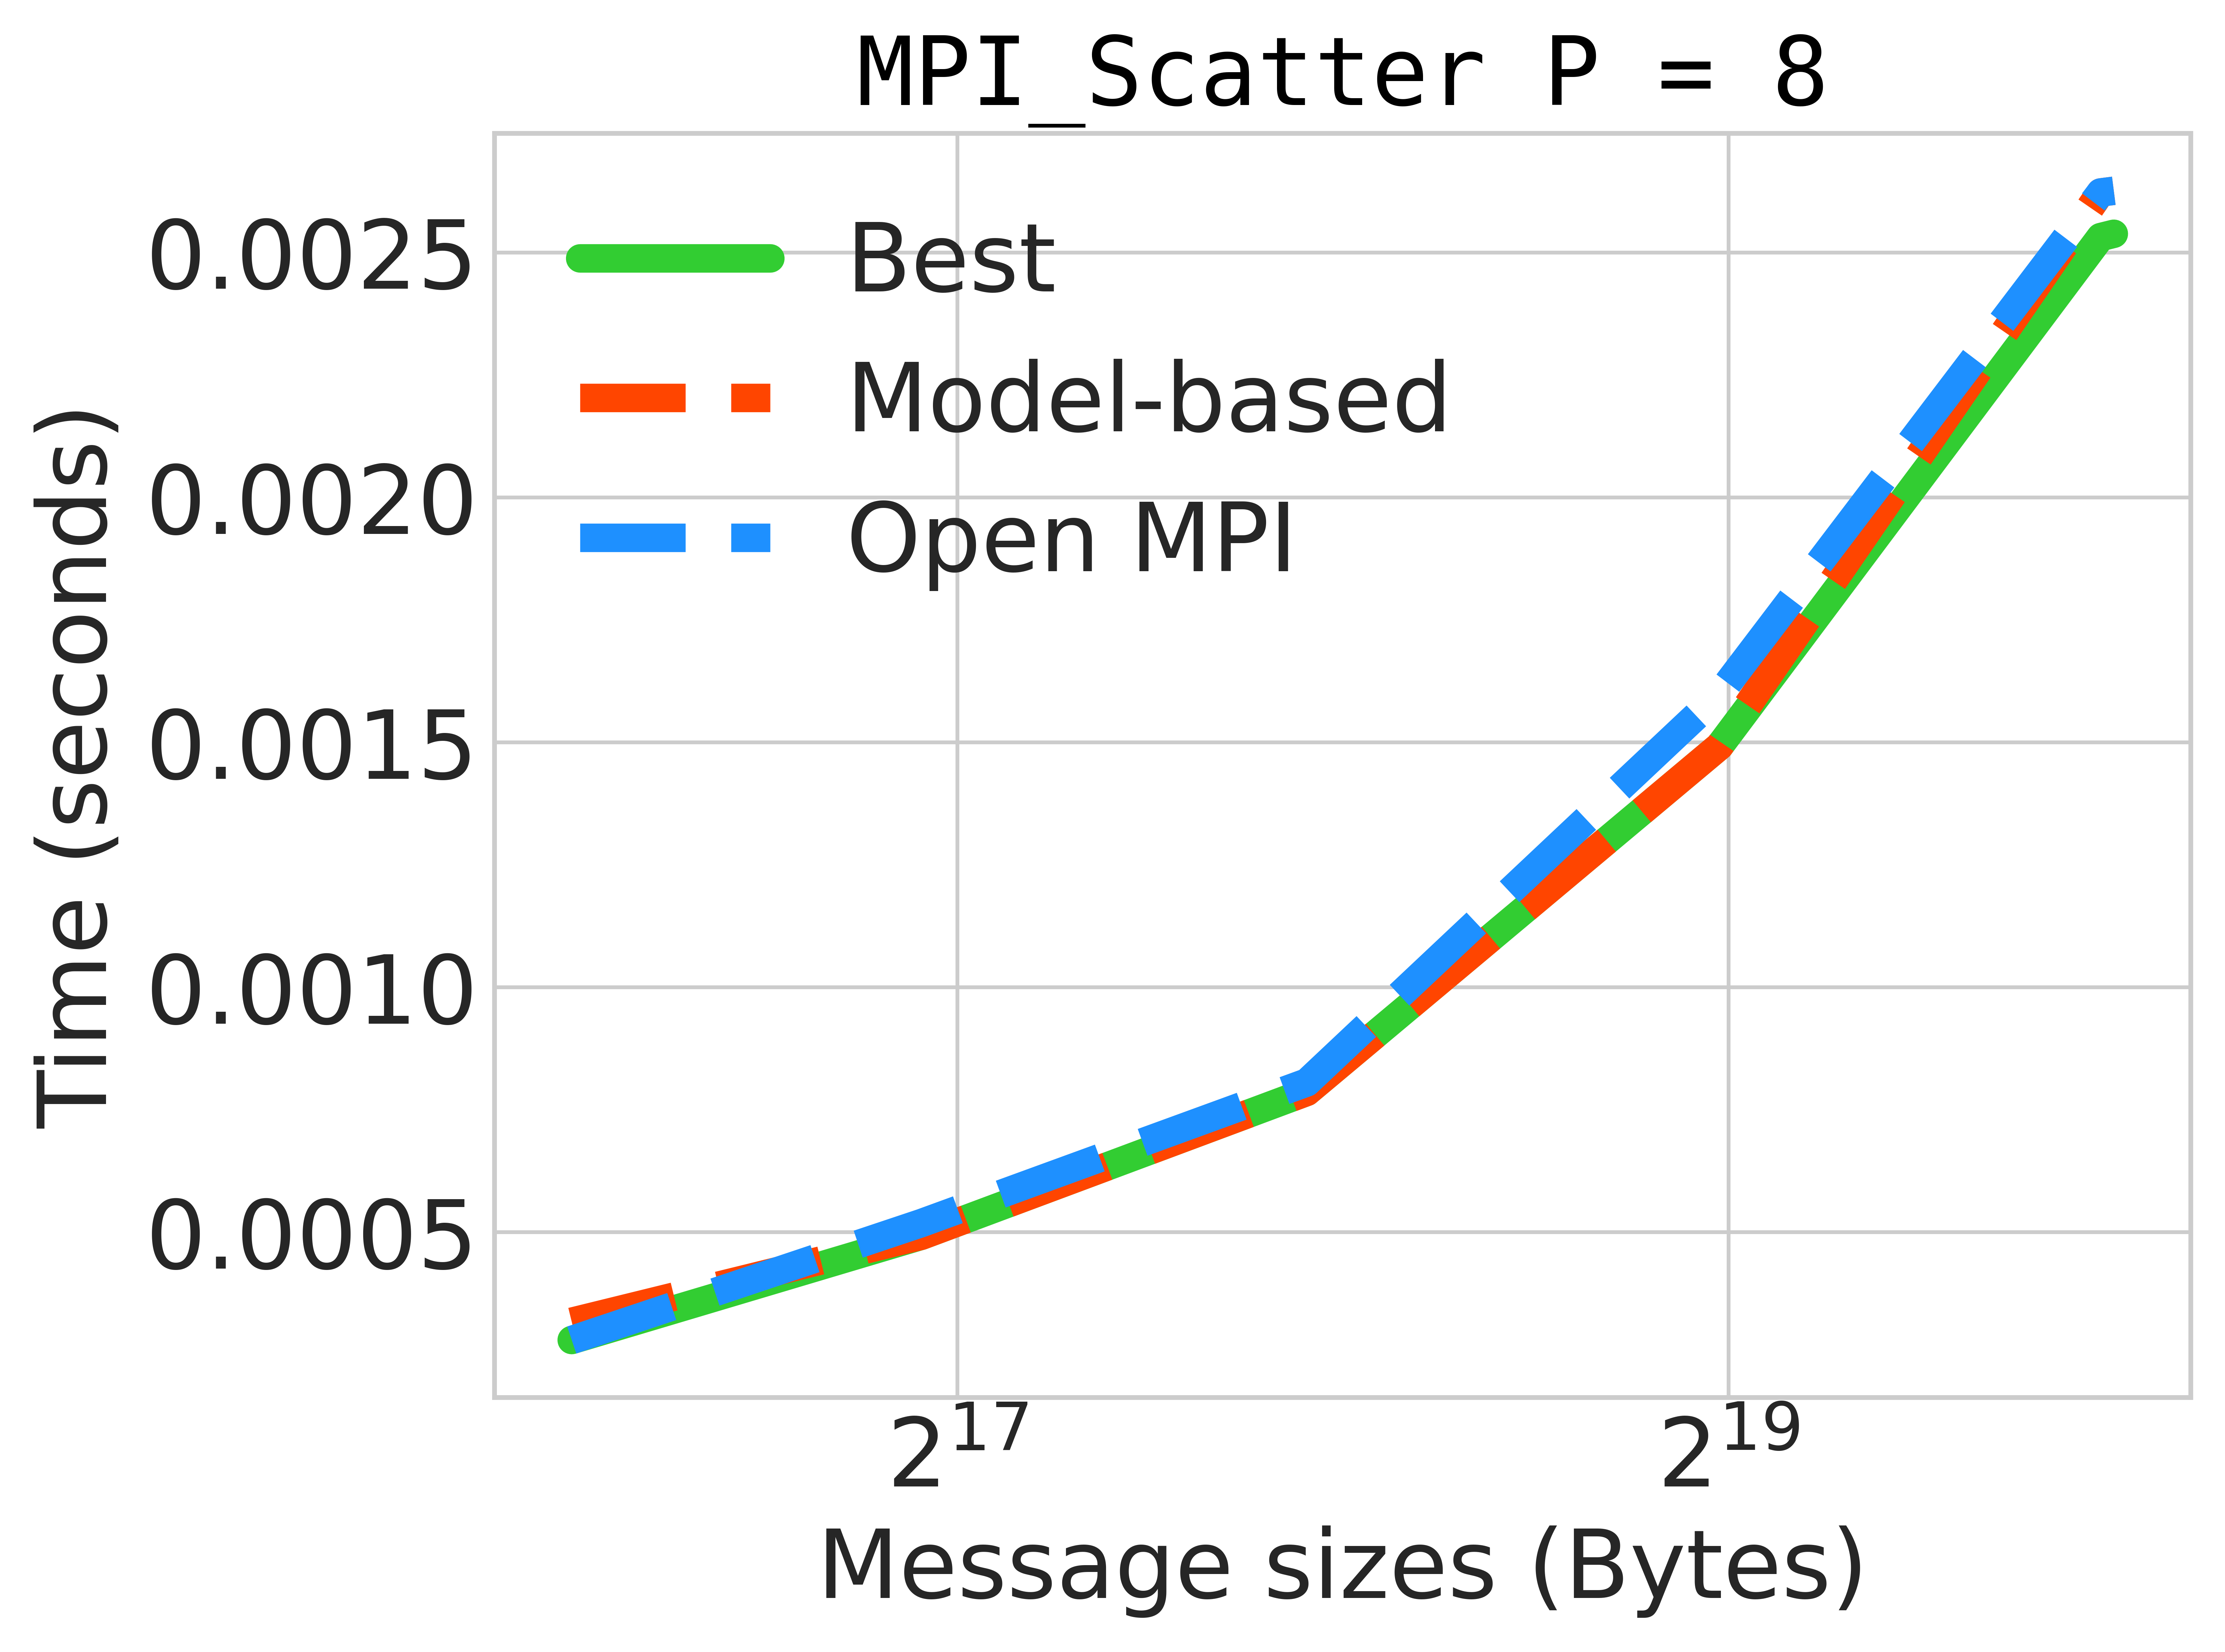 MPI_Scatter P = 8
Time (seconds)
0.0025
0.0020
0.0015
0.0010
0.0005
Best
Model-based
Open MPI
2^17
2^19
Message sizes (Bytes)